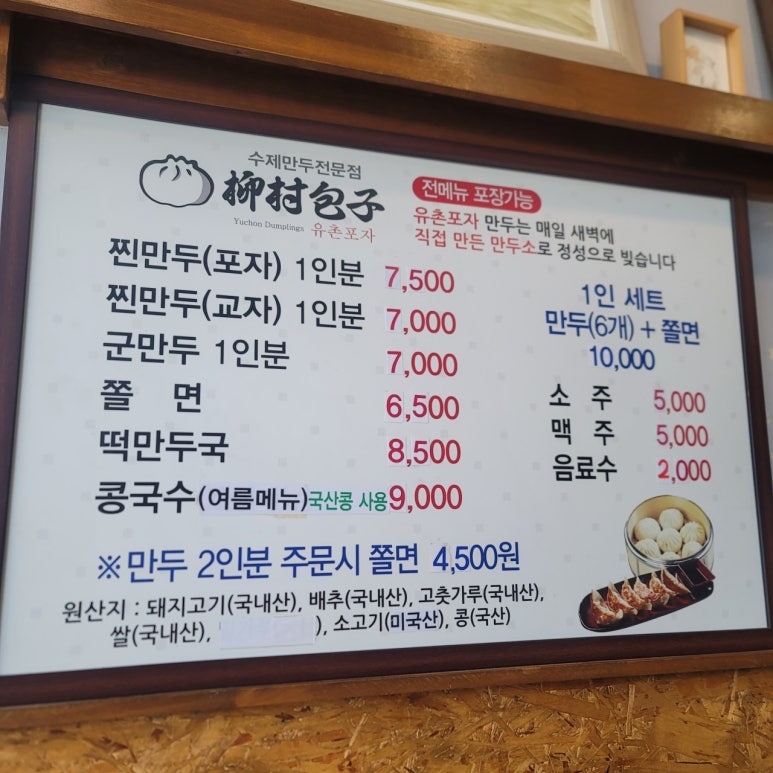 수제만두전문점
柳村包子
Yuchon Dumplings 유촌포자
전메뉴 포장가능
유촌포자 만두는 매일 새벽에
직접 만든 만두소로 정성으로 빚습니다
찐만두(포자) 1인분 7,500
찐만두(교자) 1인분 7,000
군만두 1인분 7,000
쫄 면 6,500
떡만두국 8,500
콩국수(여름메뉴)국산콩 사용 9,000
1인 세트
만두(6개) + 쫄면
10,000
소 주 5,000
맥 주 5,000
음료수 2,000
※만두 2인분 주문시 쫄면 4,500원
원산지 : 돼지고기(국내산), 배추(국내산), 고춧가루(국내산),
쌀(국내산), ), 소고기(미국산), 콩(국산)